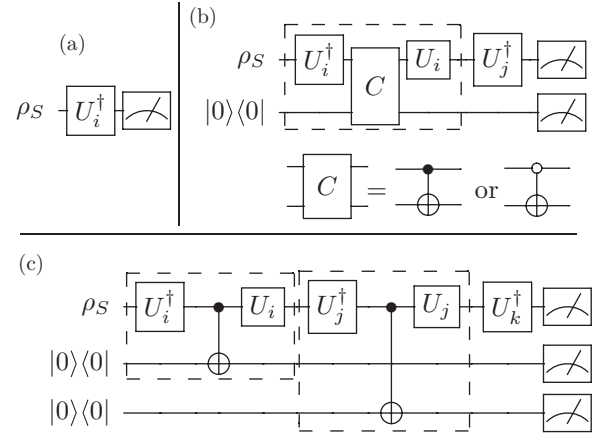 (a)
ρ_S U_i^†
(b)
ρ_S U_i^† C U_i U_j^†
|0⟩⟨0|
C = or
(c)
ρ_S U_i^† U_i U_j^† U_j U_k^†
|0⟩⟨0|
|0⟩⟨0|